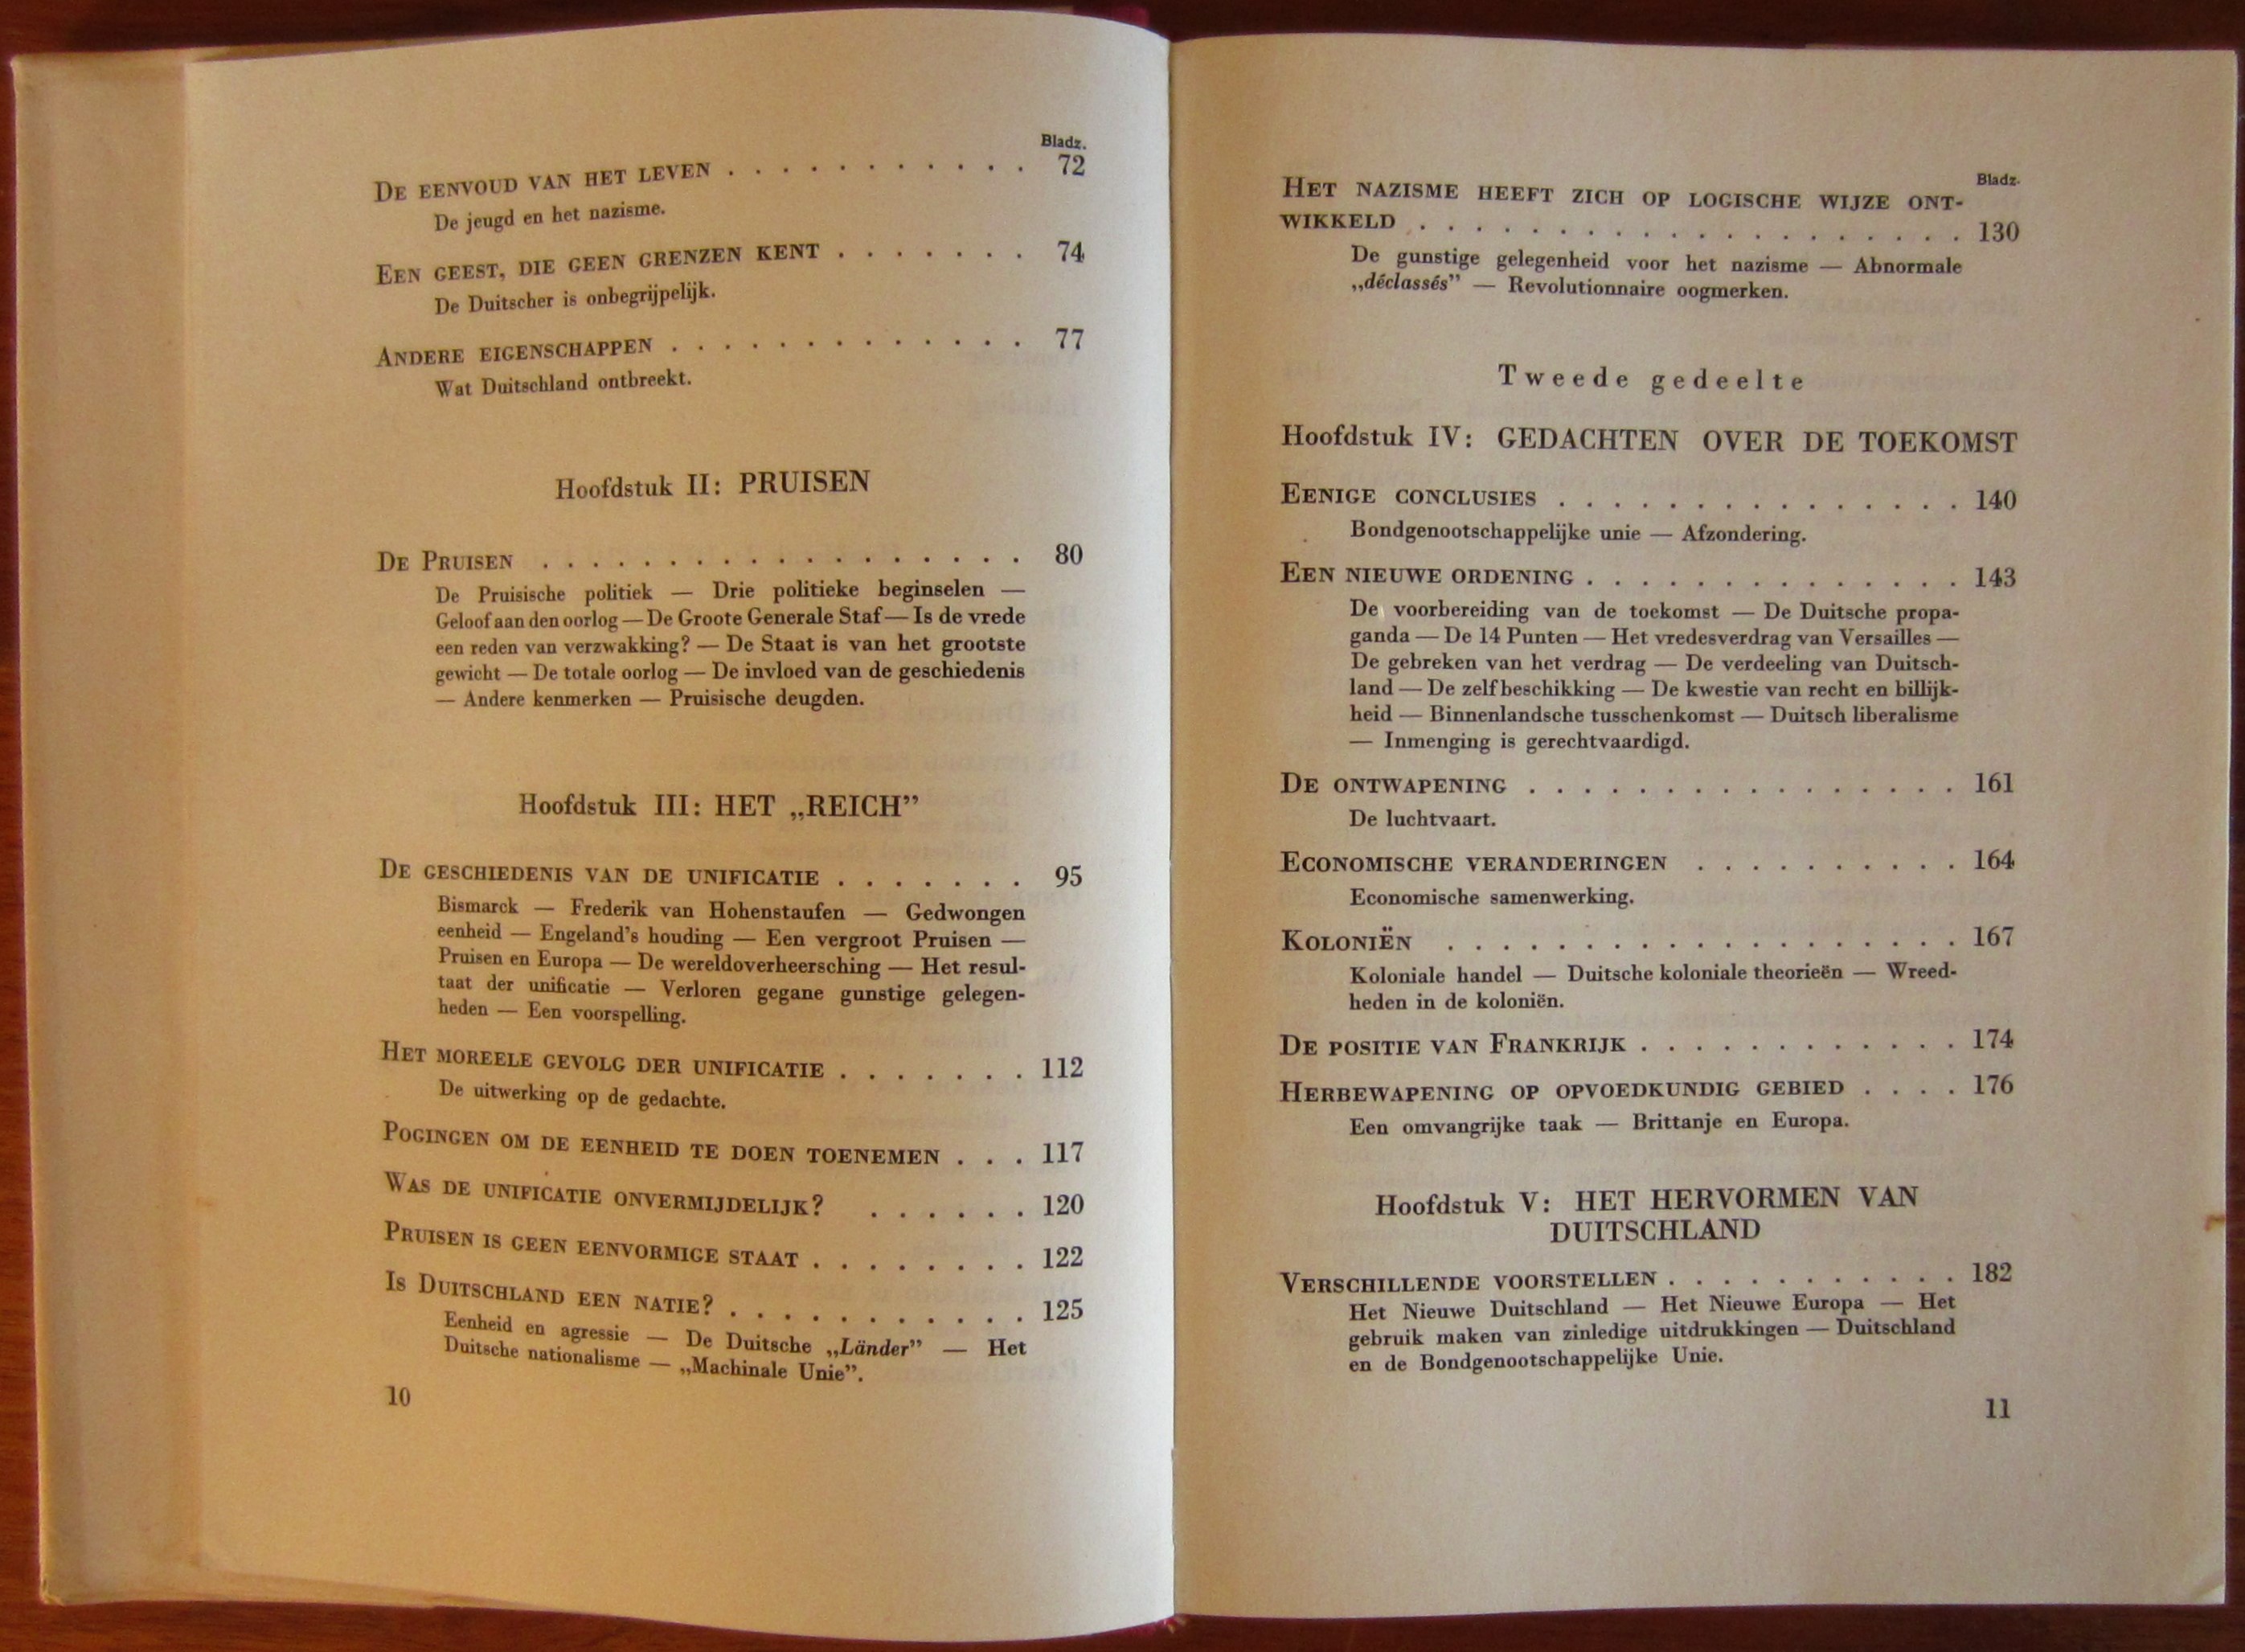 Bladz.
De eenvoud van het leven . . . . . . . . . . . 72
De jeugd en het nazisme.
Een geest, die geen grenzen kent . . . . . . . 74
De Duitscher is onbegrijpelijk.
Andere eigenschappen . . . . . . . . . . . . . 77
Wat Duitschland ontbreekt.
Hoofdstuk II: PRUISEN
De Pruisen . . . . . . . . . . . . . . . . . . . 80
De Pruisische politiek — Drie politieke beginselen —
Geloof aan den oorlog — De Groote Generale Staf — Is de vrede
een reden van verzwakking? — De Staat is van het grootste
gewicht — De totale oorlog — De invloed van de geschiedenis
— Andere kenmerken — Pruisische deugden.
Hoofdstuk III: HET „REICH”
De geschiedenis van de unificatie . . . . . . . 95
Bismarck — Frederik van Hohenstaufen — Gedwongen
eenheid — Engeland's houding — Een vergroot Pruisen —
Pruisen en Europa — De wereldoverheersching — Het resul-
taat der unificatie — Verloren gegane gunstige gelegen-
heden — Een voorspelling.
Het moreele gevolg der unificatie . . . . . . . 112
De uitwerking op de gedachte.
Pogingen om de eenheid te doen toenemen . . . 117
Was de unificatie onvermijdelijk? . . . . . . 120
Pruisen is geen eenvormige staat . . . . . . . . 122
Is Duitschland een natie? . . . . . . . . . . . 125
Eenheid en agressie — De Duitsche „Länder” — Het
Duitsche nationalisme — „Machinale Unie”.
10
Bladz.
Het nazisme heeft zich op logische wijze ont-
wikkeld . . . . . . . . . . . . . . . . . . . . 130
De gunstige gelegenheid voor het nazisme — Abnormale
„déclassés” — Revolutionnaire oogmerken.
Tweede gedeelte
Hoofdstuk IV: GEDACHTEN OVER DE TOEKOMST
Eenige conclusies . . . . . . . . . . . . . . . 140
Bondgenootschappelijke unie — Afzondering.
Een nieuwe ordening . . . . . . . . . . . . . . 143
De voorbereiding van de toekomst — De Duitsche propa-
ganda — De 14 Punten — Het vredesverdrag van Versailles —
De gebreken van het verdrag — De verdeeling van Duitsch-
land — De zelfbeschikking — De kwestie van recht en billijk-
heid — Binnenlandsche tusschenkomst — Duitsch liberalisme
— Inmenging is gerechtvaardigd.
De ontwapening . . . . . . . . . . . . . . . . 161
De luchtvaart.
Economische veranderingen . . . . . . . . . . 164
Economische samenwerking.
Koloniën . . . . . . . . . . . . . . . . . . . 167
Koloniale handel — Duitsche koloniale theorieën — Wreed-
heden in de koloniën.
De positie van Frankrijk . . . . . . . . . . . . 174
Herbewapening op opvoedkundig gebied . . . . 176
Een omvangrijke taak — Brittanje en Europa.
Hoofdstuk V: HET HERVORMEN VAN
DUITSCHLAND
Verschillende voorstellen . . . . . . . . . . . 182
Het Nieuwe Duitschland — Het Nieuwe Europa — Het
gebruik maken van zinledige uitdrukkingen — Duitschland
en de Bondgenootschappelijke Unie.
11